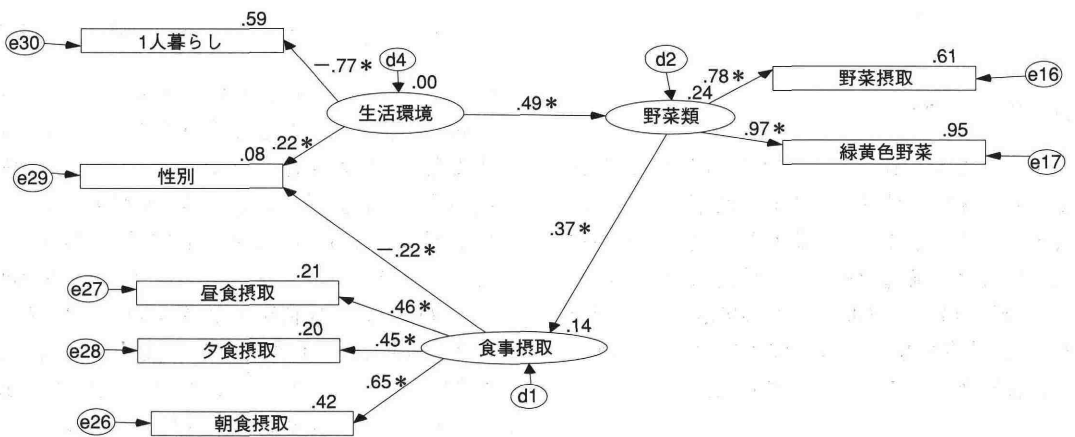 .59
e30
1人暮らし
－.77＊
d4
.00
生活環境
.49＊
d2
.24
野菜類
.78＊
.61
野菜摂取
e16
.97＊
.95
緑黄色野菜
e17
.22＊
.08
e29
性別
－.22＊
.37＊
.21
e27
昼食摂取
.46＊
.20
e28
夕食摂取
.45＊
.14
食事摂取
d1
.65＊
.42
e26
朝食摂取